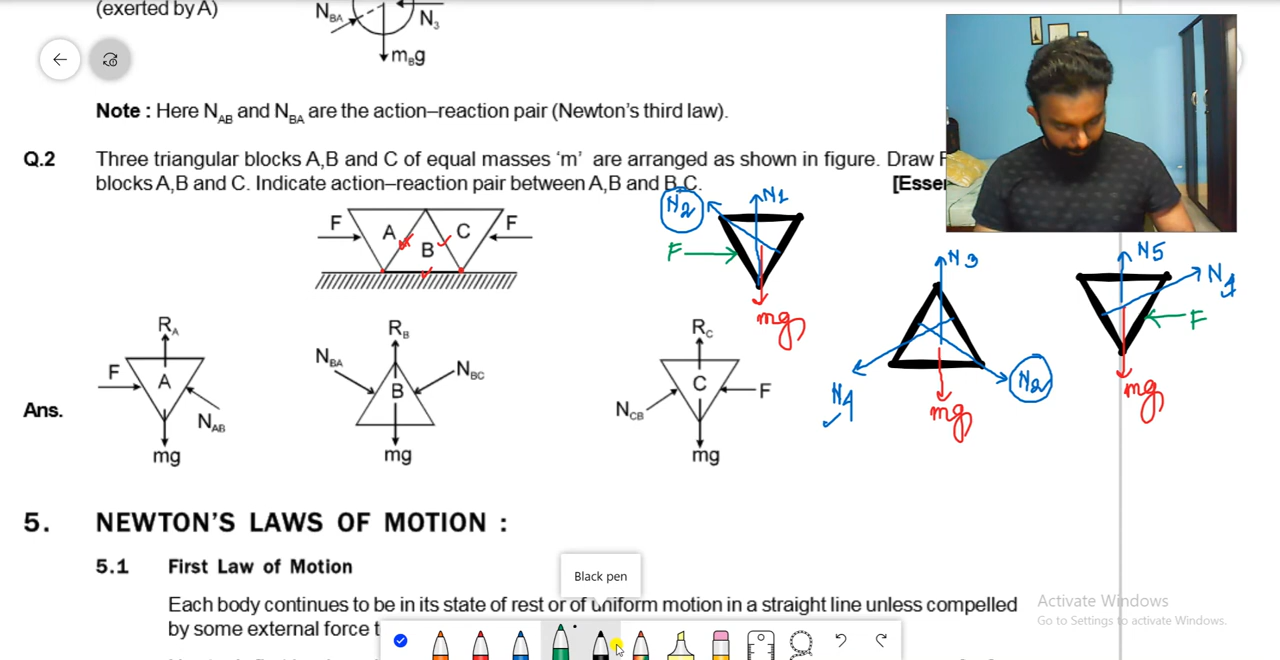 (exerted by A)
N_BA
N_3
m_Bg
Note : Here N_AB and N_BA are the action–reaction pair (Newton's third law).
Q.2 Three triangular blocks A,B and C of equal masses 'm' are arranged as shown in figure. Draw
blocks A,B and C. Indicate action–reaction pair between A,B and B,C.
F A B C F
N2 N1
F
mg
N3
N4 N2
mg
N5
N4
F
mg
Ans.
R_A
F A
N_AB
mg
R_B
N_BA
N_BC
B
mg
R_C
C F
N_CB
mg
5. NEWTON'S LAWS OF MOTION :
5.1 First Law of Motion
Black pen
Each body continues to be in its state of rest or of uniform motion in a straight line unless compelled
by some external force
Activate Windows
Go to Settings to activate Windows.